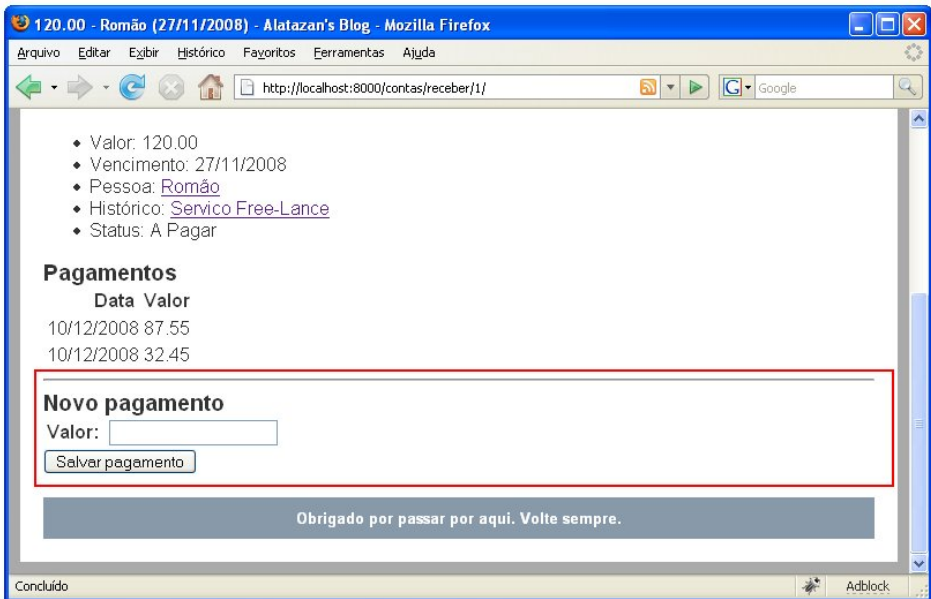 120.00 - Romão (27/11/2008) - Alatazan's Blog - Mozilla Firefox
Arquivo Editar Exibir Histórico Favoritos Ferramentas Ajuda
http://localhost:8000/contas/receber/1/
G Google
Valor: 120.00
Vencimento: 27/11/2008
Pessoa: Romão
Histórico: Servico Free-Lance
Status: A Pagar
Pagamentos
Data Valor
10/12/2008 87.55
10/12/2008 32.45
Novo pagamento
Valor:
Salvar pagamento
Obrigado por passar por aqui. Volte sempre.
Concluído
Adblock